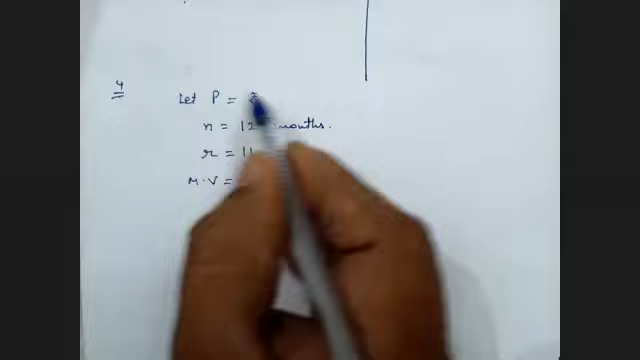 4
Let P = ₹
n = 12 months.
r = 11
M.V =